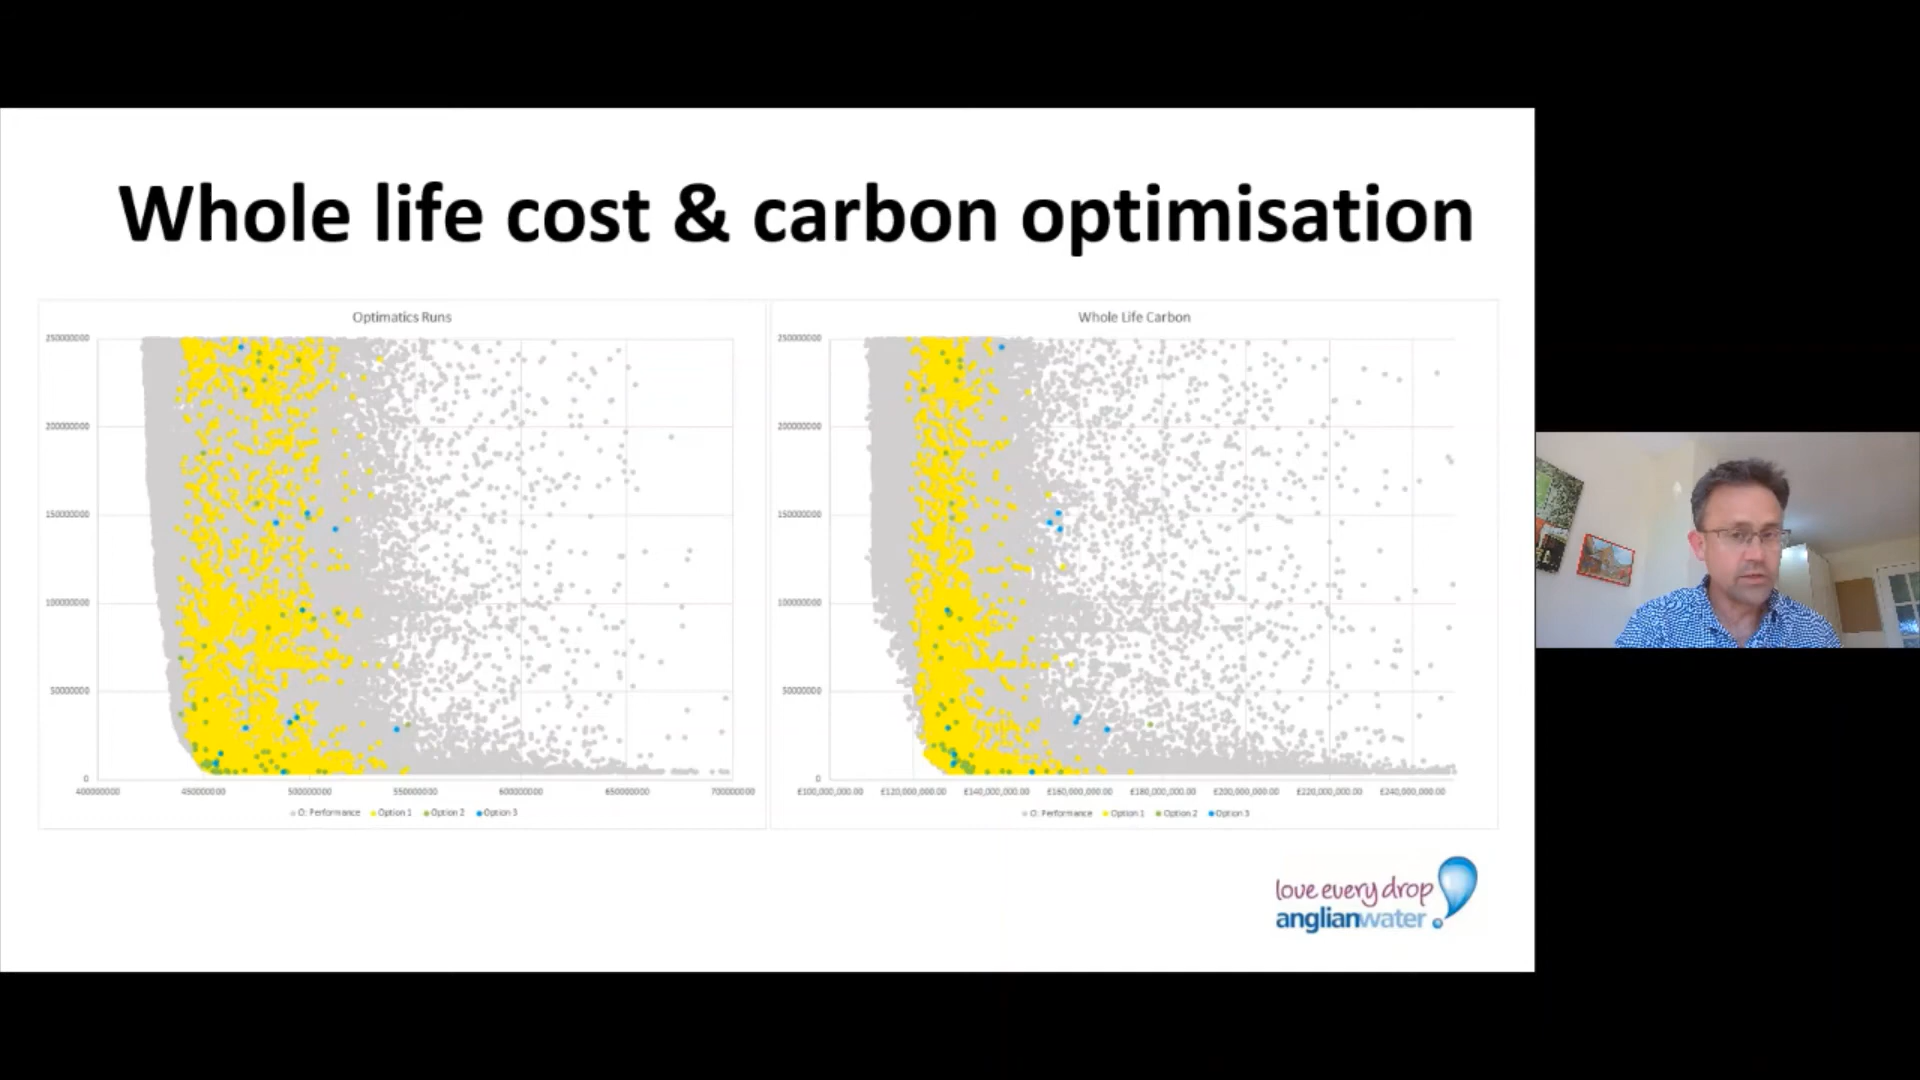 Whole life cost & carbon optimisation
Optimatics Runs
250000000
200000000
150000000
100000000
50000000
0
400000000
450000000
500000000
550000000
600000000
650000000
700000000
O: Performance
Option 1
Option 2
Option 3
Whole Life Carbon
250000000
200000000
150000000
100000000
50000000
0
£100,000,000.00
£120,000,000.00
£140,000,000.00
£160,000,000.00
£180,000,000.00
£200,000,000.00
£220,000,000.00
£240,000,000.00
O: Performance
Option 1
Option 2
Option 3
love every drop
anglianwater